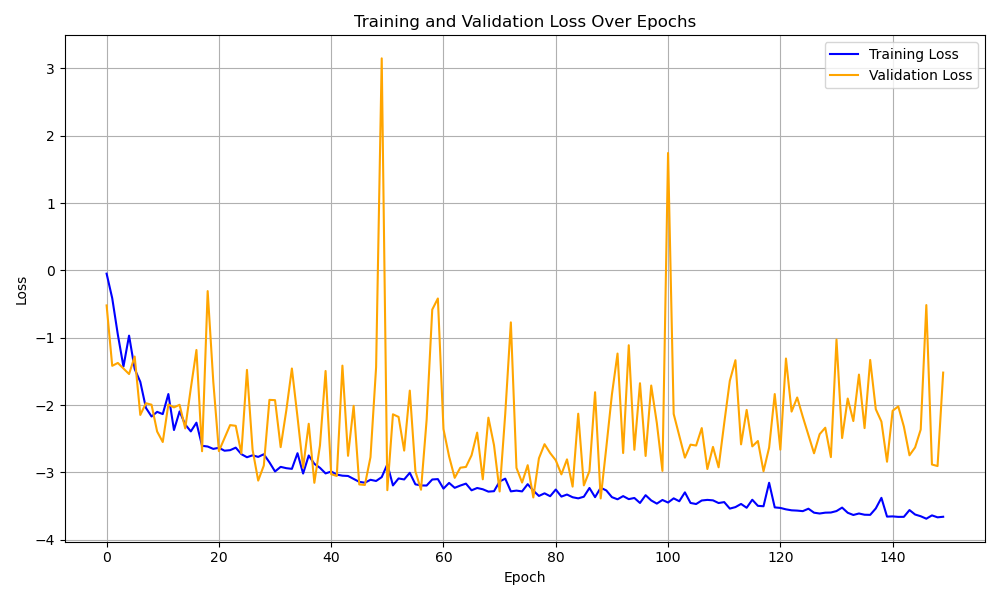 Training and Validation Loss Over Epochs
Training Loss
Validation Loss
3
2
1
0
−1
−2
−3
−4
Loss
0 20 40 60 80 100 120 140
Epoch